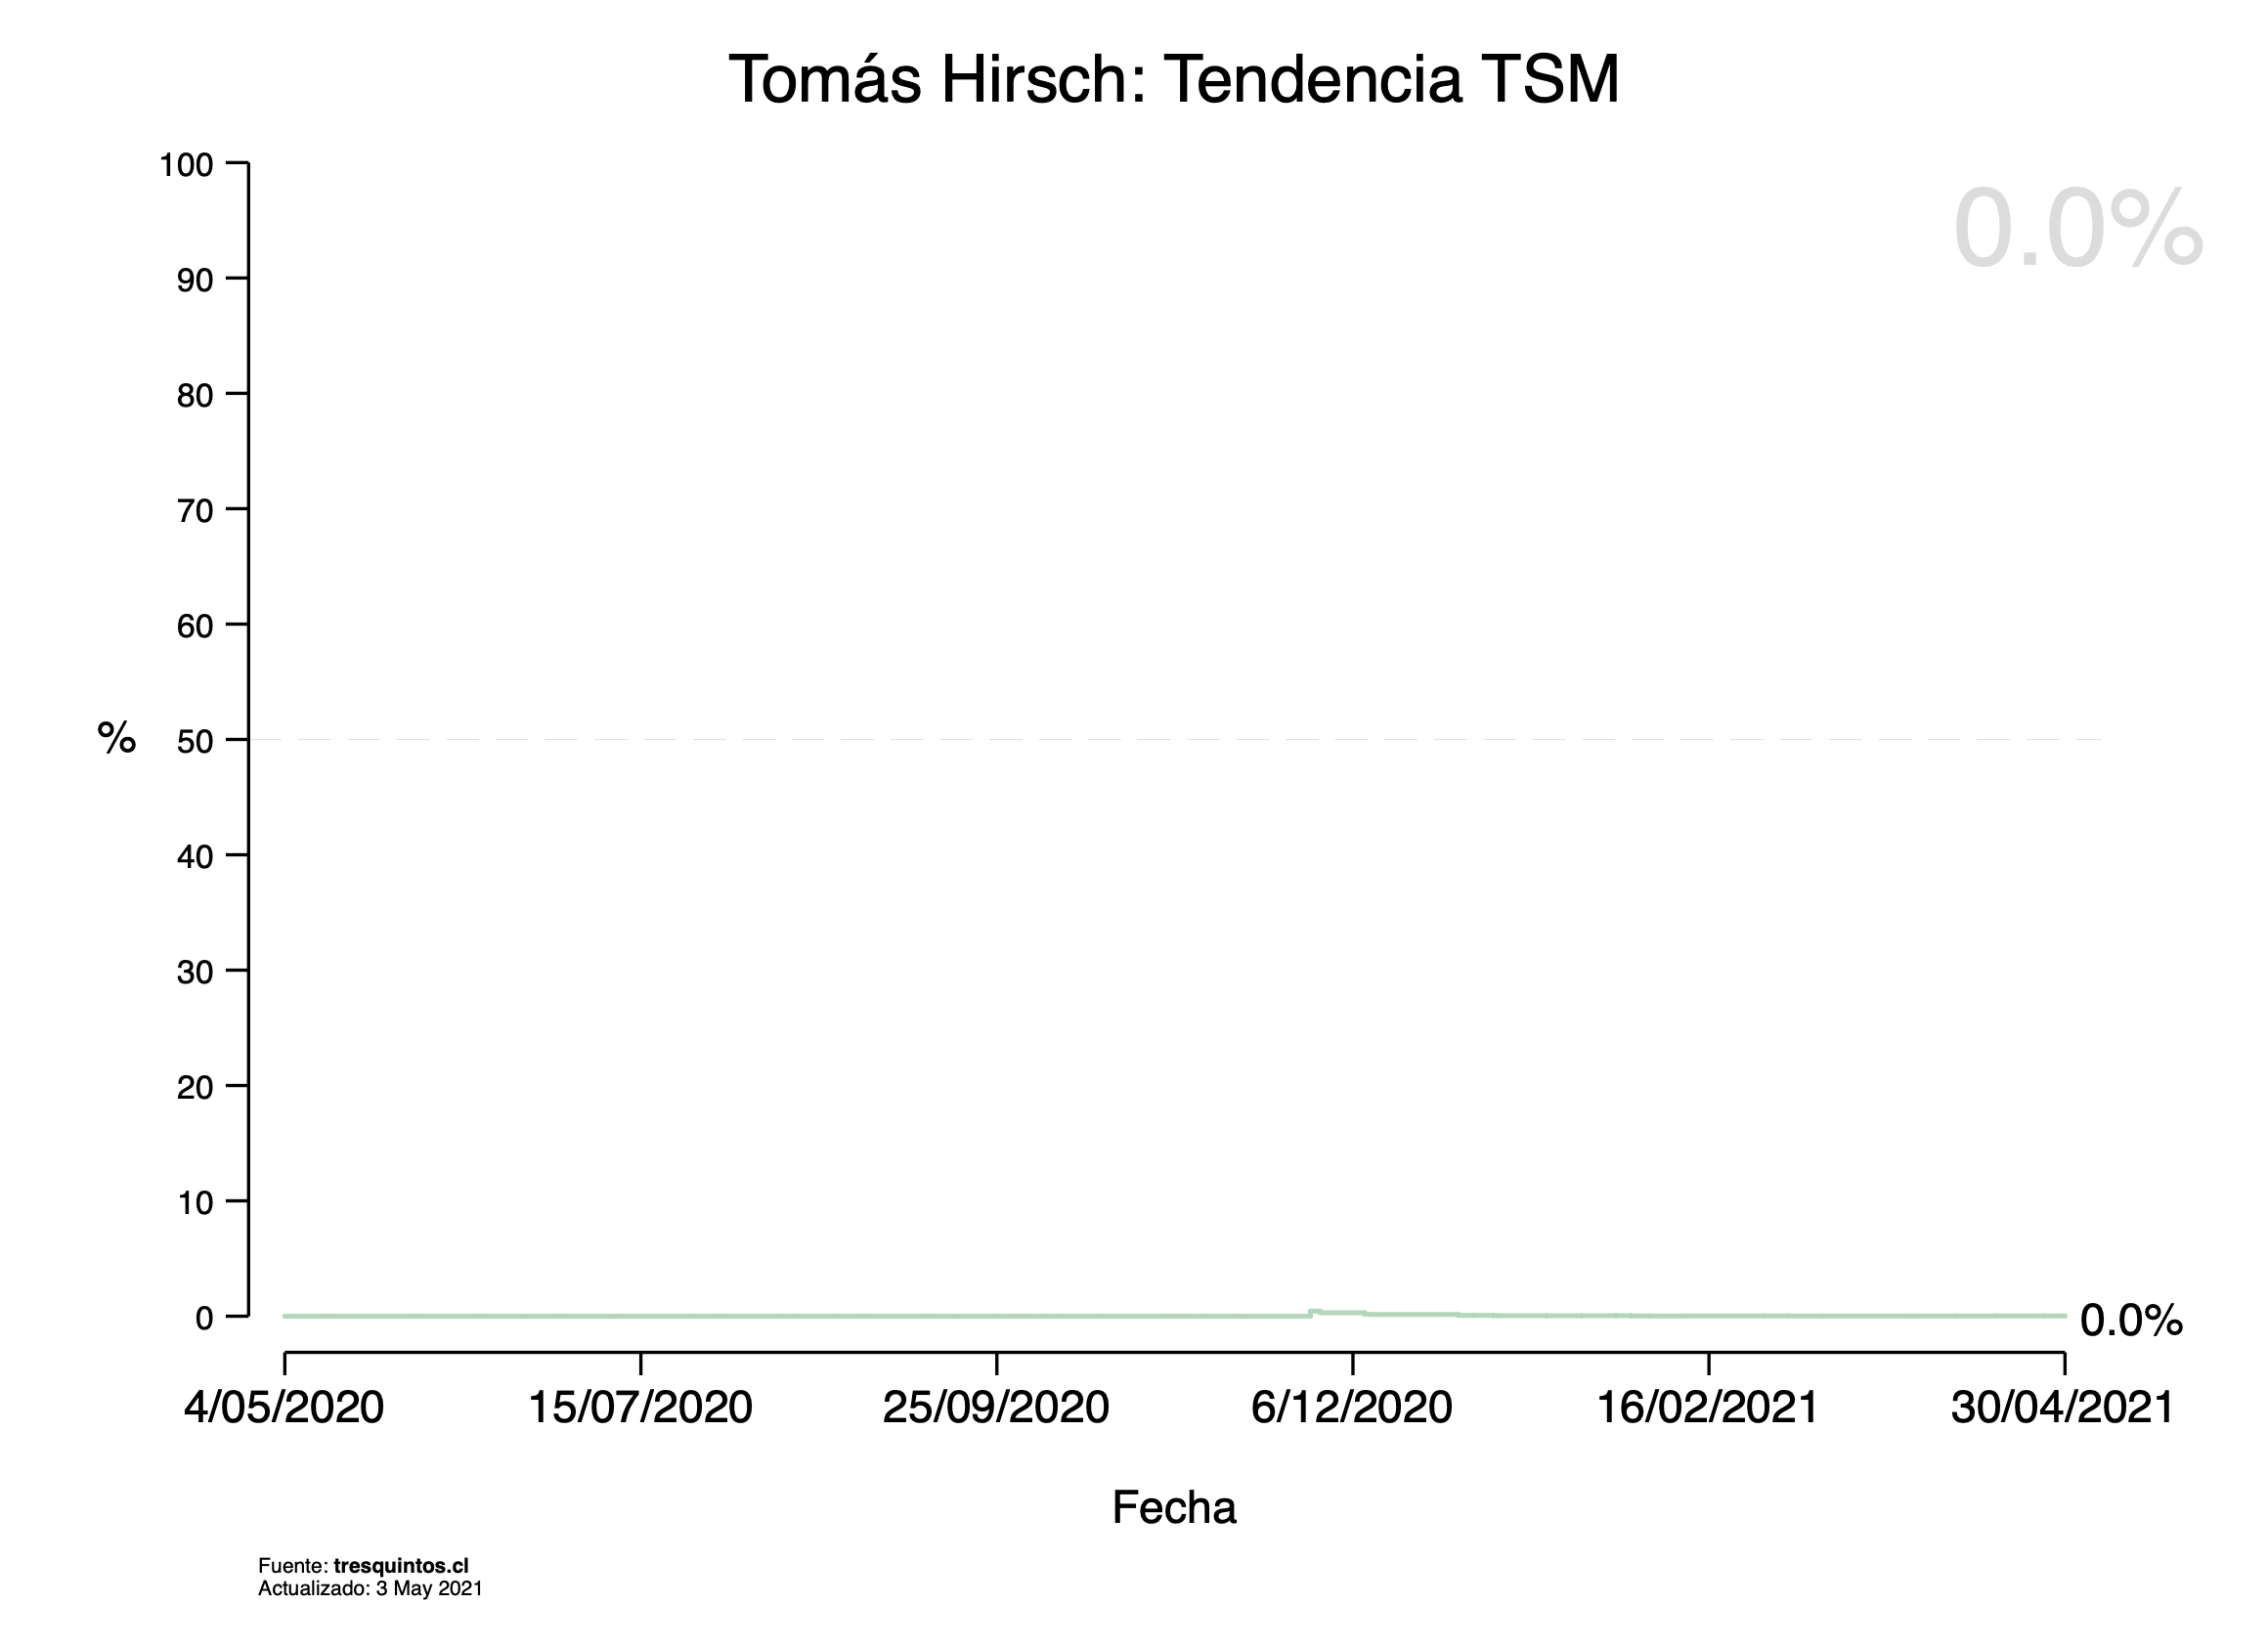 Tomás Hirsch: Tendencia TSM
0.0%
100
90
80
70
60
50
40
30
20
10
0
%
0.0%
4/05/2020 15/07/2020 25/09/2020 6/12/2020 16/02/2021 30/04/2021
Fecha
Fuente: tresquintos.cl
Actualizado: 3 May 2021